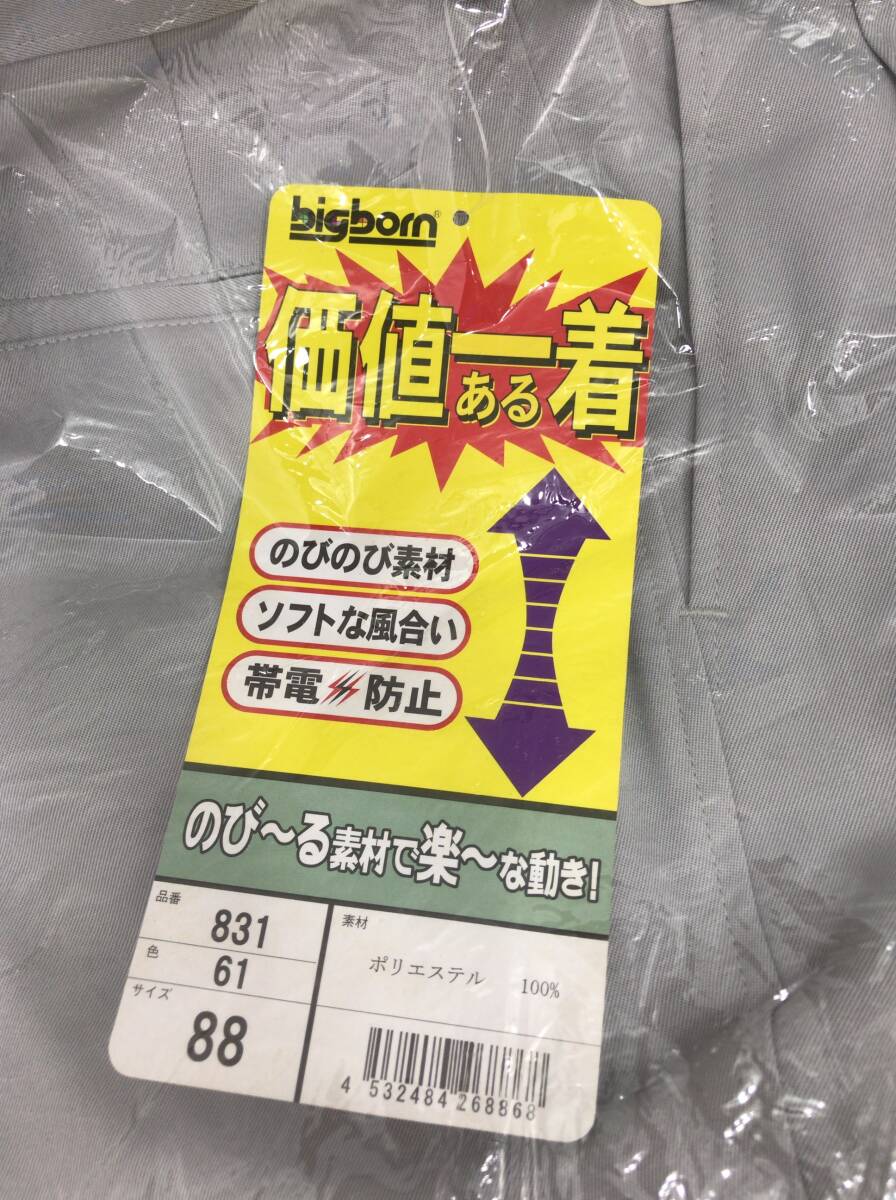 bigborn®
価値ある一着
のびのび素材
ソフトな風合い
帯電防止
のび～る素材で楽～な動き!
品番
831
色
61
サイズ
88
素材
ポリエステル 100%
4 532484 268868